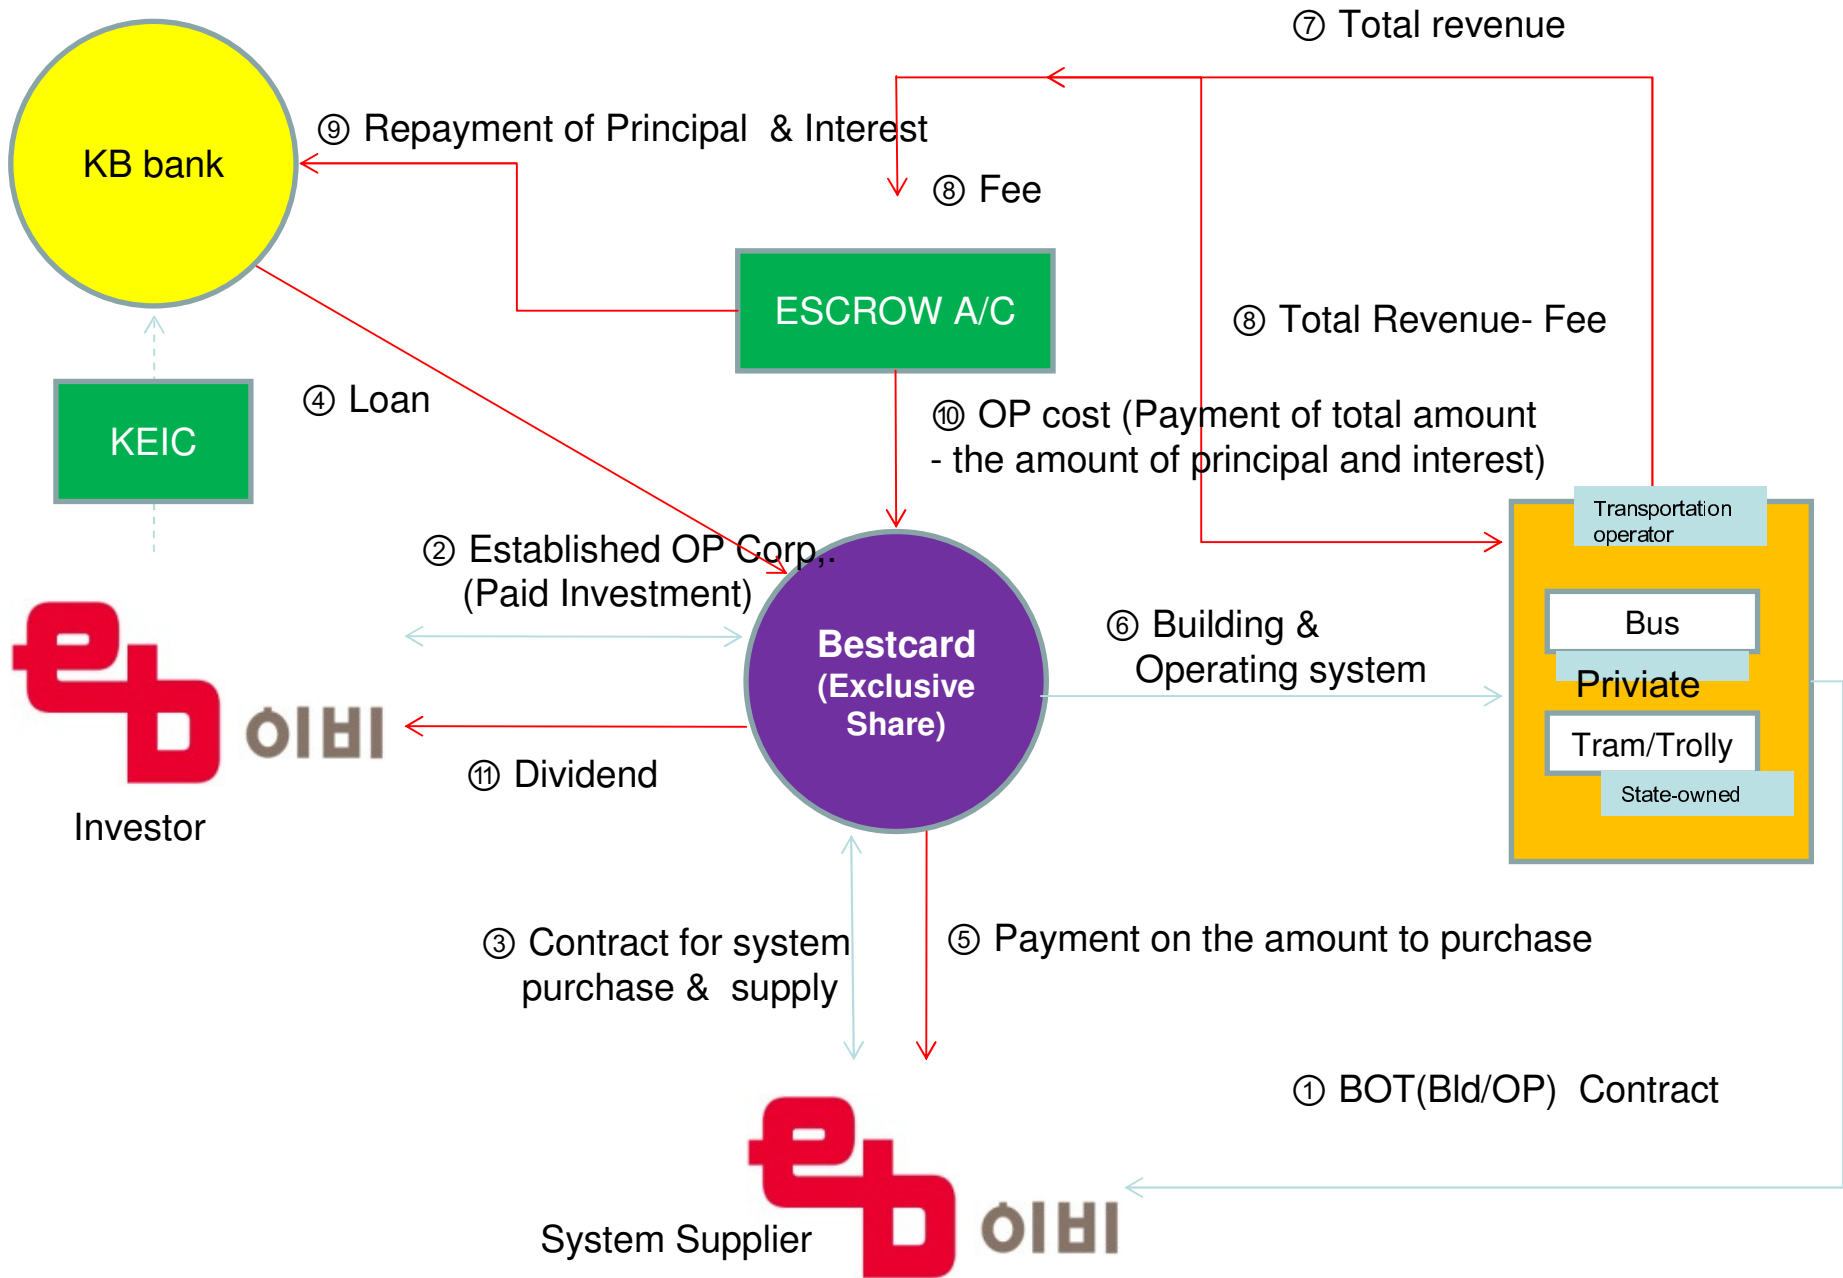 ⑦ Total revenue
⑨ Repayment of Principal & Interest
KB bank
⑧ Fee
ESCROW A/C
⑧ Total Revenue- Fee
④ Loan
⑩ OP cost (Payment of total amount
- the amount of principal and interest)
KEIC
Transportation
operator
② Established OP Corp,.
(Paid Investment)
Bus
⑥ Building &
Operating system
Bestcard
(Exclusive
Share)
Priviate
eb 이비
Tram/Trolly
⑪ Dividend
State-owned
Investor
③ Contract for system
purchase & supply
⑤ Payment on the amount to purchase
① BOT(Bld/OP) Contract
eb 이비
System Supplier